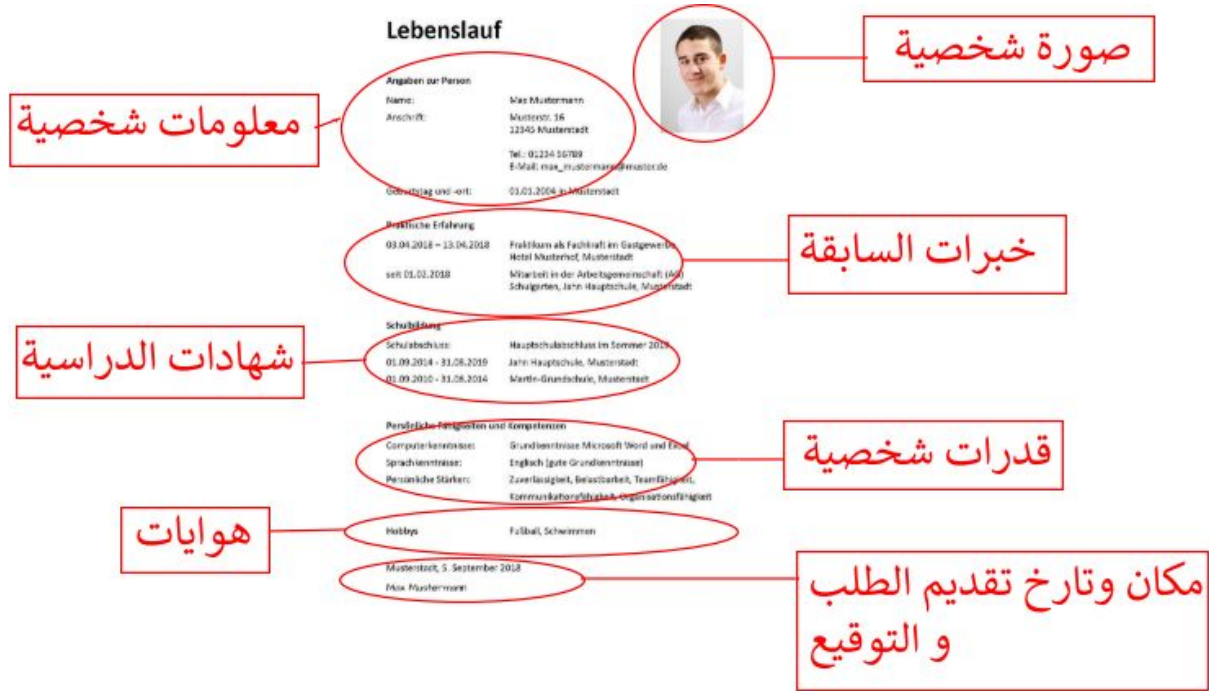 Lebenslauf
صورة شخصية
Angaben zur Person
Name: Max Mustermann
معلومات شخصية
Anschrift: Musterstr. 16
12345 Musterstadt
Tel.: 01234 56789
E-Mail: max_mustermann@muster.de
Geburtstag und -ort: 01.01.2004 in Musterstadt
Praktische Erfahrung
03.04.2018 – 13.04.2018 Praktikum als Fachkraft im Gastgewerbe
Hotel Musterhof, Musterstadt
خبرات السابقة
seit 01.02.2018 Mitarbeit in der Arbeitsgemeinschaft (AG)
Schulgarten, Jahn Hauptschule, Musterstadt
Schulbildung
Schulabschluss: Hauptschulabschluss im Sommer 2019
شهادات الدراسية
01.09.2014 - 31.08.2019 Jahn Hauptschule, Musterstadt
01.09.2010 - 31.08.2014 Martin-Grundschule, Musterstadt
Persönliche Fähigkeiten und Kompetenzen
Computerkenntnisse: Grundkenntnisse Microsoft Word und Excel
Sprachkenntnisse: Englisch (gute Grundkenntnisse)
قدرات شخصية
Persönliche Stärken: Zuverlässigkeit, Belastbarkeit, Teamfähigkeit,
Kommunikationsfähigkeit, Organisationsfähigkeit
هوايات
Hobbys Fußball, Schwimmen
Musterstadt, 5. September 2018
Max Mustermann
مكان وتارخ تقديم الطلب
و التوقيع